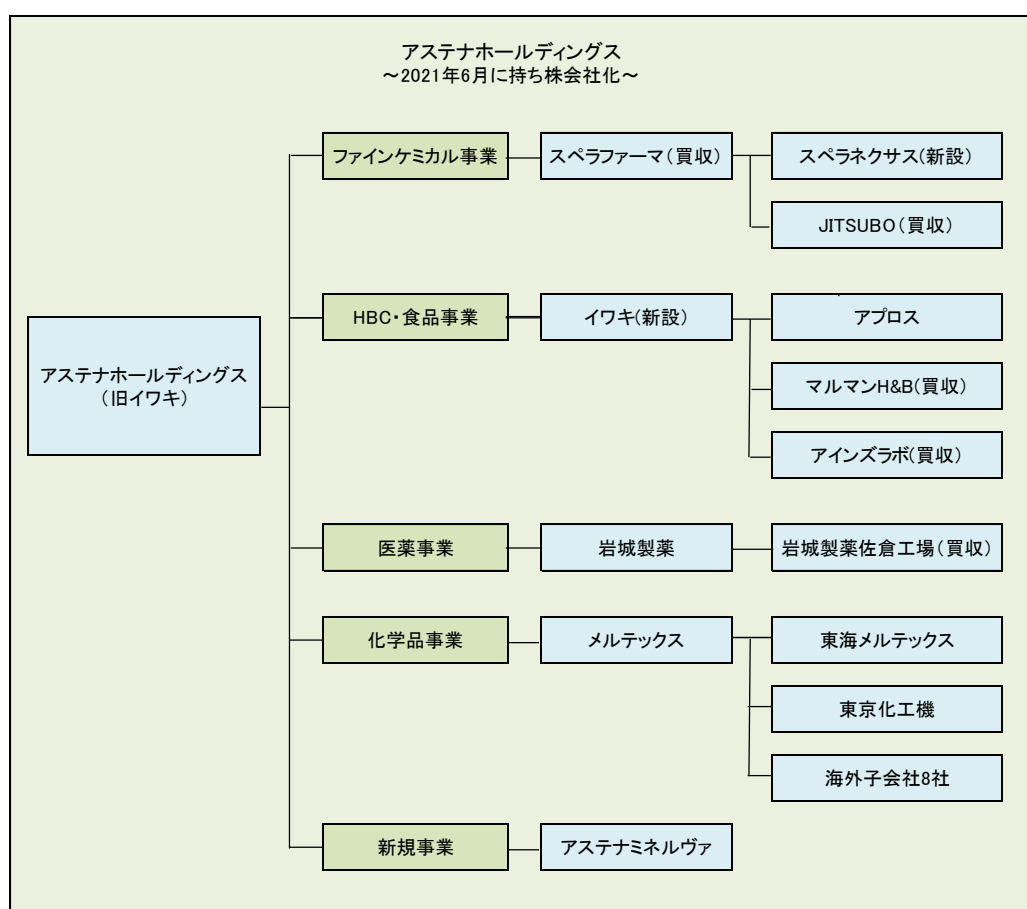 アステナホールディングス
~2021年6月に持ち株会社化~
ファインケミカル事業
スペラファーマ(買収)
スペラネクサス(新設)
JITSUBO(買収)
HBC・食品事業
イワキ(新設)
アプロス
アステナホールディングス
(旧イワキ)
マルマンH&B(買収)
アインズラボ(買収)
医薬事業
岩城製薬
岩城製薬佐倉工場(買収)
化学品事業
メルテックス
東海メルテックス
東京化工機
海外子会社8社
新規事業
アステナミネルヴァ